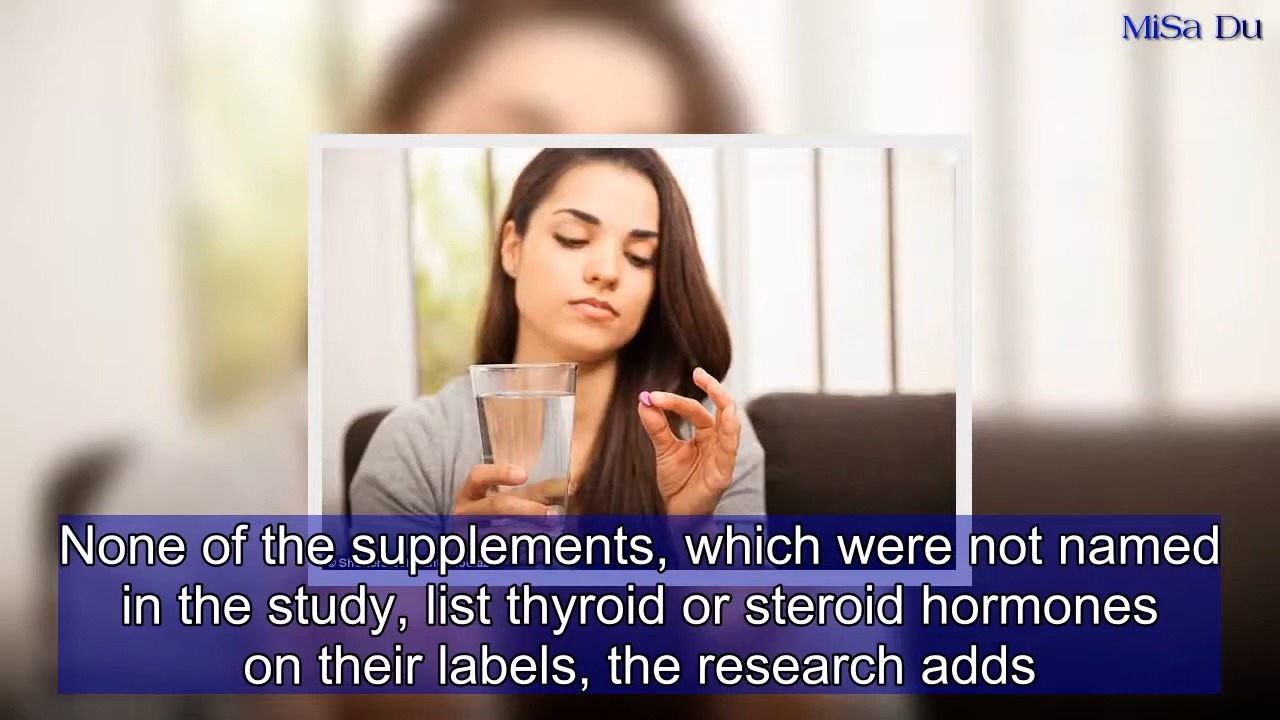 MiSa Du
None of the supplements, which were not named
in the study, list thyroid or steroid hormones
on their labels, the research adds